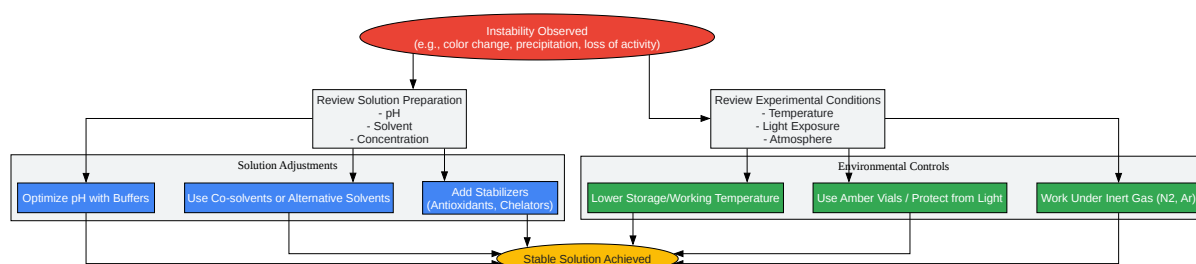 Instability Observed
(e.g., color change, precipitation, loss of activity)
Review Solution Preparation
- pH
- Solvent
- Concentration
Review Experimental Conditions
- Temperature
- Light Exposure
- Atmosphere
Solution Adjustments
Optimize pH with Buffers
Use Co-solvents or Alternative Solvents
Add Stabilizers
(Antioxidants, Chelators)
Environmental Controls
Lower Storage/Working Temperature
Use Amber Vials / Protect from Light
Work Under Inert Gas (N2, Ar)
Stable Solution Achieved